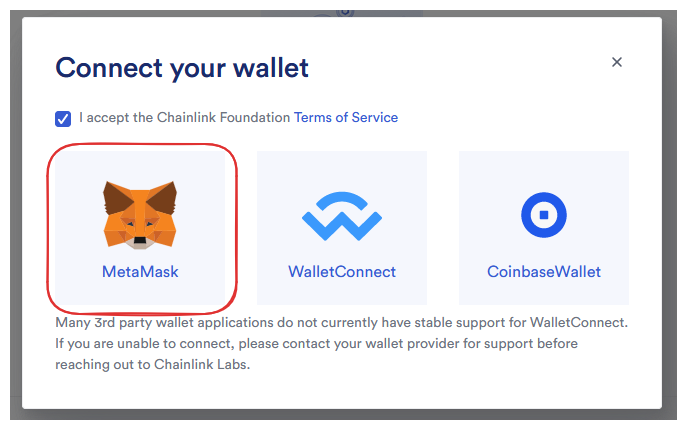 Connect your wallet
I accept the Chainlink Foundation Terms of Service
MetaMask
WalletConnect
CoinbaseWallet
Many 3rd party wallet applications do not currently have stable support for WalletConnect.
If you are unable to connect, please contact your wallet provider for support before
reaching out to Chainlink Labs.